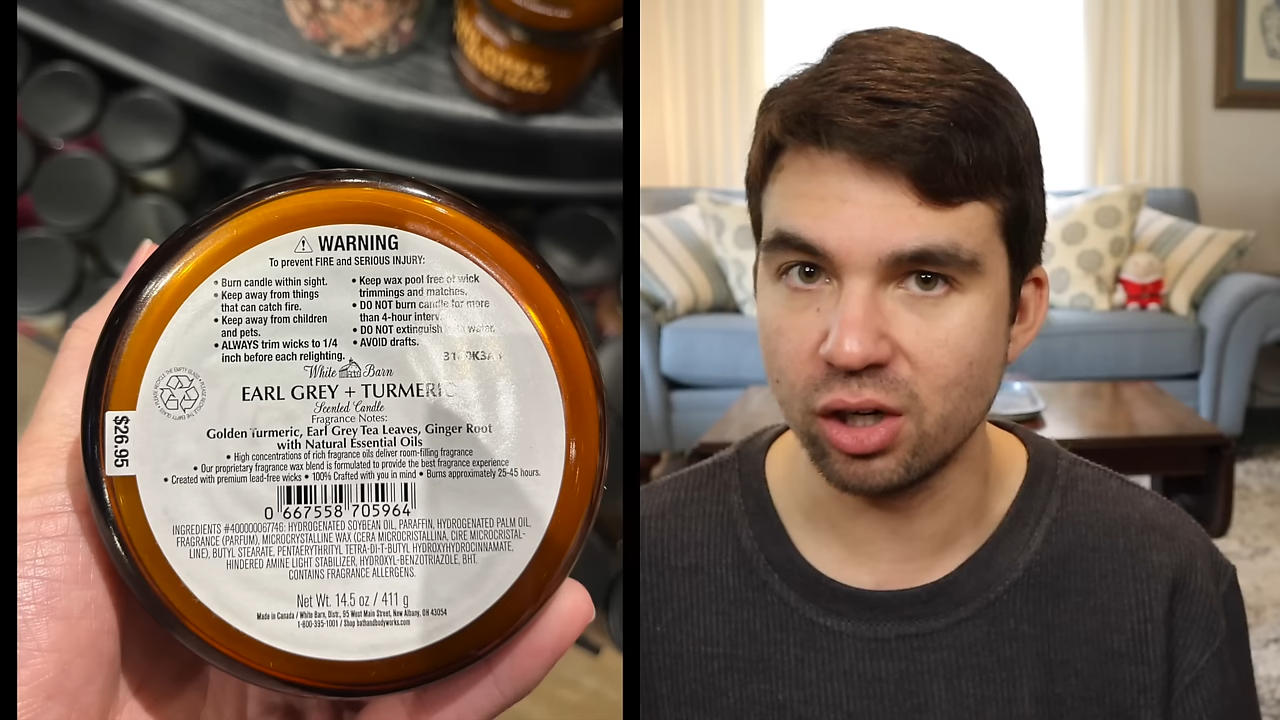 WARNING
To prevent FIRE and SERIOUS INJURY:
• Burn candle within sight.
• Keep away from things
that can catch fire.
• Keep away from children
and pets.
• ALWAYS trim wicks to 1/4
inch before each relighting.
• Keep wax pool free of wick
trimmings and matches.
• DO NOT burn candle for more
than 4-hour
• DO NOT extinguish water.
• AVOID drafts.
White Barn
EARL GREY + TURMERIC
Scented Candle
Fragrance Notes:
Golden Turmeric, Earl Grey Tea Leaves, Ginger Root
with Natural Essential Oils
• High concentrations of rich fragrance oils deliver room-filling fragrance
• Our proprietary fragrance wax blend is formulated to provide the best fragrance experience
• Created with premium lead-free wicks • 100% Crafted with you in mind • Burns approximately 25-45 hours.
$26.95
0 667558 705964
INGREDIENTS #400000067746: HYDROGENATED SOYBEAN OIL, PARAFFIN, HYDROGENATED PALM OIL,
FRAGRANCE (PARFUM), MICROCRYSTALLINE WAX (CERA MICROCRISTALLINA, CIRE MICROCRISTAL-
LINE), BUTYL STEARATE, PENTAERYTHRITYL TETRA-DI-T-BUTYL HYDROXYHYDROCINNAMATE,
HINDERED AMINE LIGHT STABILIZER, HYDROXYL-BENZOTRIAZOLE, BHT.
CONTAINS FRAGRANCE ALLERGENS.
Net Wt. 14.5 oz / 411 g
Made in Canada / White Barn, Distr., 95 West Main Street, New Albany, OH 43054
1-800-395-1001 / Shop bathandbodyworks.com